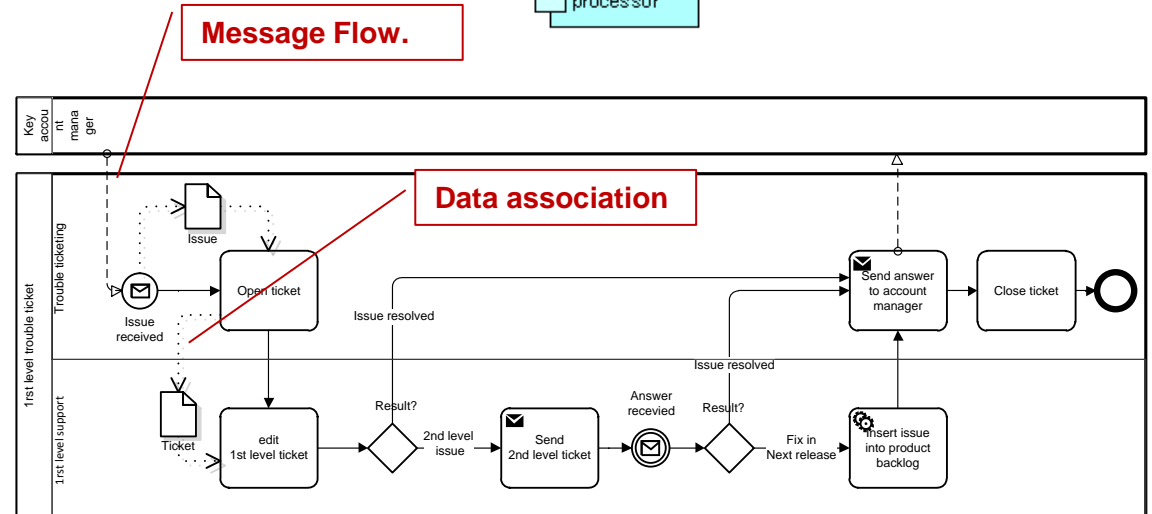 processor
Message Flow.
Key
accou
nt
mana
ger
Data association
1rst level trouble ticket
Trouble ticketing
Issue
Issue
received
Open ticket
Issue resolved
Send answer
to account
manager
Close ticket
Issue resolved
1rst level support
Ticket
edit
1st level ticket
Result?
2nd level
issue
Send
2nd level ticket
Answer
recevied
Result?
Fix in
Next release
Insert issue
into product
backlog